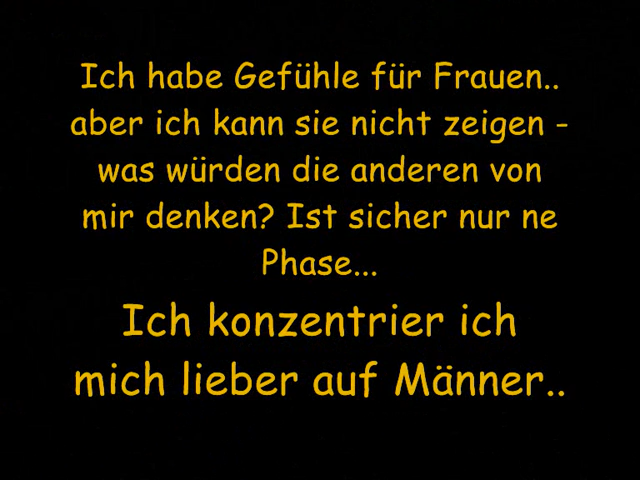 Ich habe Gefühle für Frauen..
aber ich kann sie nicht zeigen -
was würden die anderen von
mir denken? Ist sicher nur ne
Phase...
Ich konzentrier ich
mich lieber auf Männer..